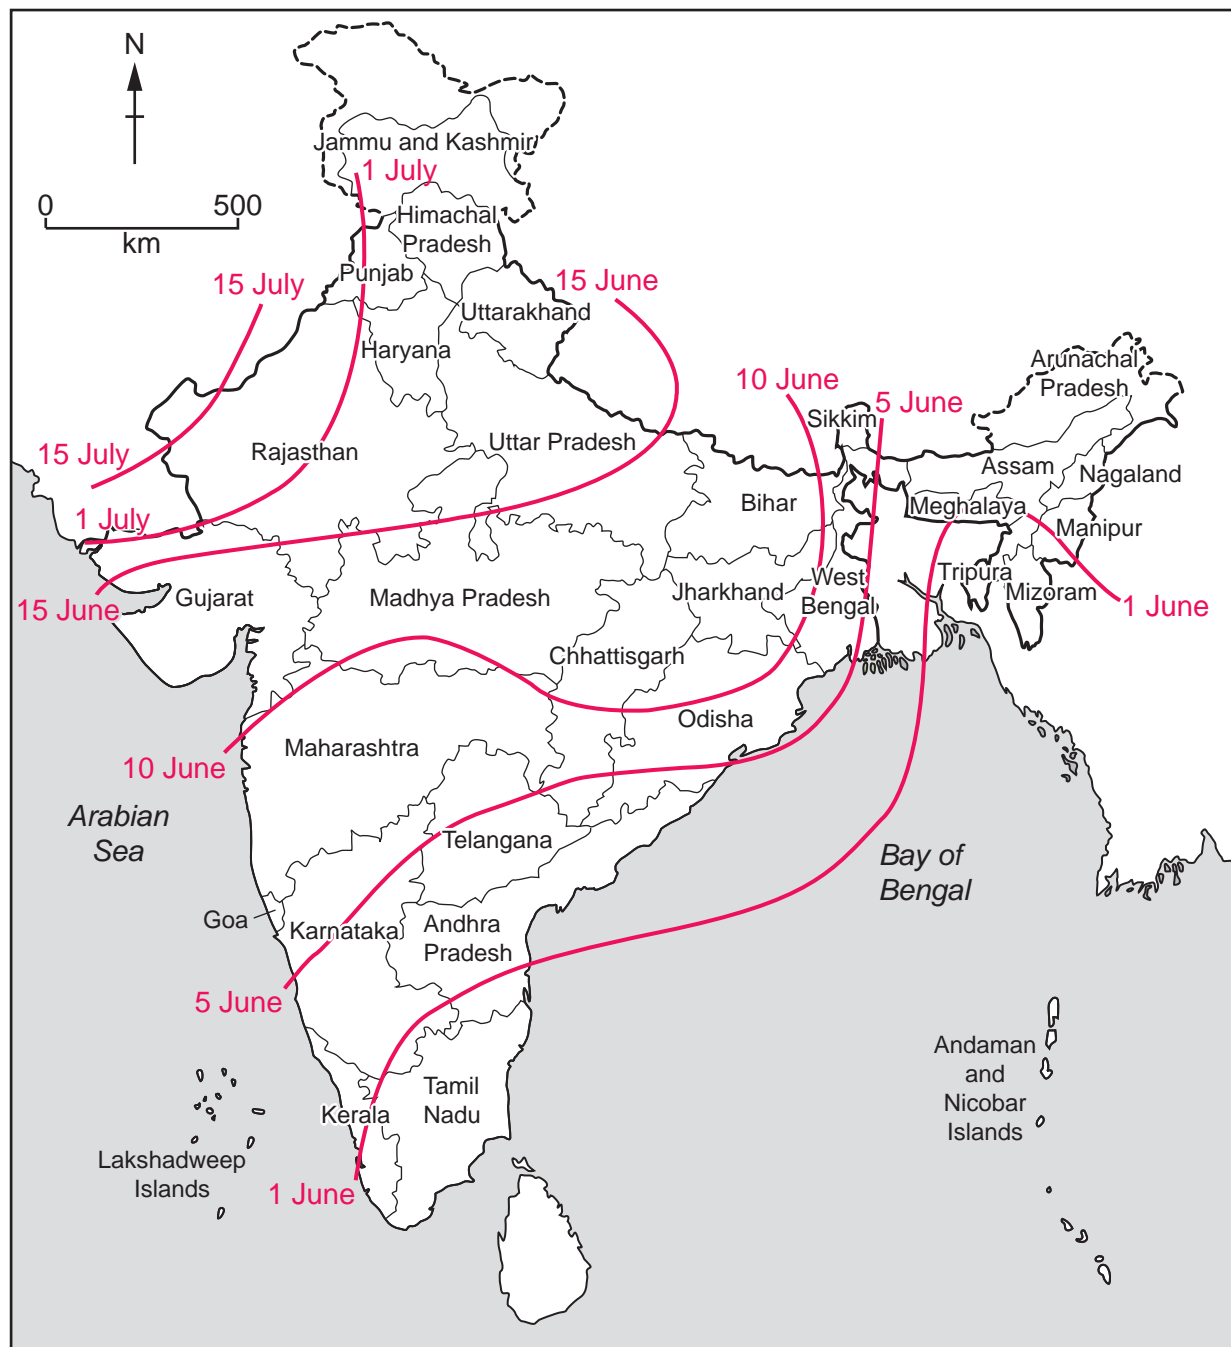 N
Jammu and Kashmir
1 July
0 500
km
Himachal
Pradesh
Punjab
15 July
15 June
Uttarakhand
Haryana
Arunachal
Pradesh
10 June
5 June
Sikkim
15 July
Rajasthan
Uttar Pradesh
Assam
Nagaland
Bihar
Meghalaya
1 July
Manipur
15 June
Gujarat
Madhya Pradesh
Jharkhand
West
Bengal
Tripura
Mizoram
1 June
Chhattisgarh
Odisha
Maharashtra
10 June
Arabian
Sea
Telangana
Bay of
Bengal
Goa
Karnataka
Andhra
Pradesh
5 June
Andaman
and
Nicobar
Islands
Tamil
Nadu
Kerala
Lakshadweep
Islands
1 June